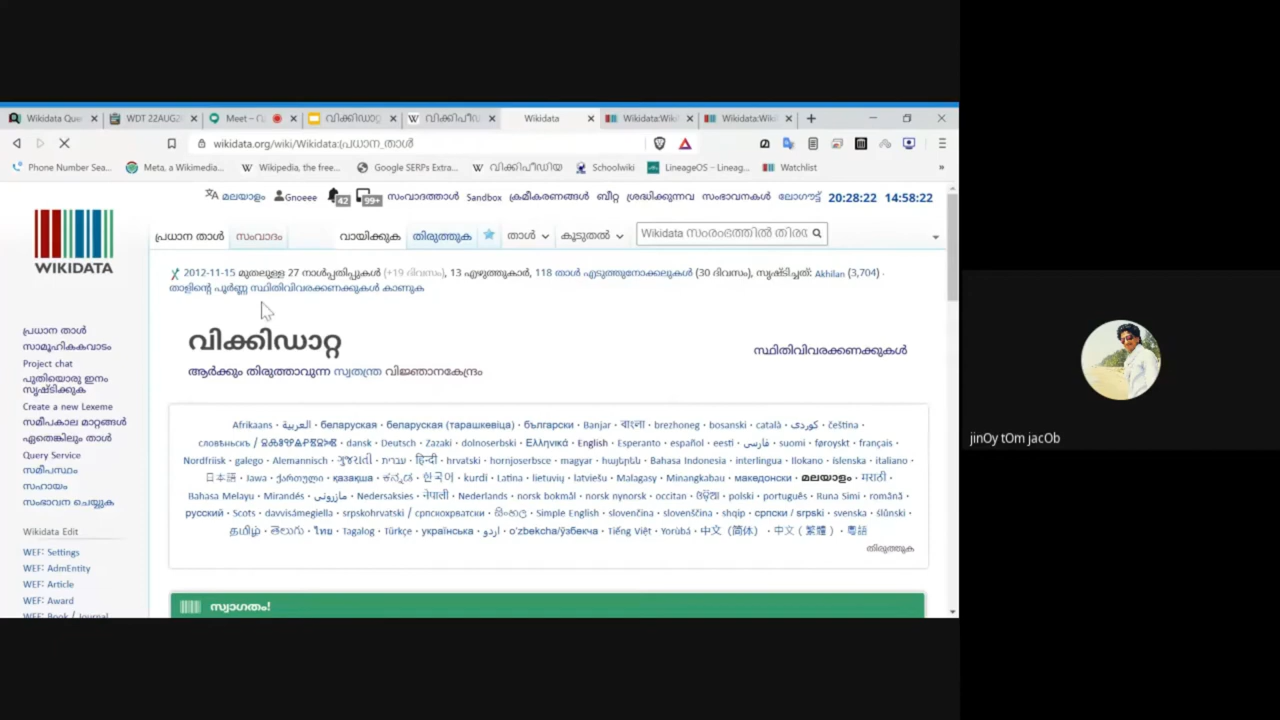 Wikidata Que
WDT 22AUG2
Meet –
വിക്കിഡാറ്റ
വിക്കിപീഡ
Wikidata
Wikidata:Wiki
Wikidata:Wiki
wikidata.org/wiki/Wikidata:പ്രധാന_താൾ
Phone Number Sea...
Meta, a Wikimedia...
Wikipedia, the free...
Google SERPs Extra...
വിക്കിപീഡിയ
Schoolwiki
LineageOS – Lineag...
Watchlist
»
മലയാളം Gnoeee 42 99+ സംവാദത്താൾ Sandbox ക്രമീകരണങ്ങൾ ബീറ്റ ശ്രദ്ധിക്കുന്നവ സംഭാവനകൾ ലോഗൗട്ട് 20:28:22 14:58:22
WIKIDATA
പ്രധാന താൾ സംവാദം വായിക്കുക തിരുത്തുക താൾ കൂടുതൽ Wikidata സംരംഭത്തിൽ തിരയ
2012-11-15 മുതലുള്ള 27 നാൾപ്പതിപ്പുകൾ (+19 ദിവസം), 13 എഴുത്തുകാർ, 118 താൾ എടുത്തുനോക്കലുകൾ (30 ദിവസം), സൃഷ്ടിച്ചത്: Akhilan (3,704) ·
താളിന്റെ പൂർണ്ണ സ്ഥിതിവിവരക്കണക്കുകൾ കാണുക
വിക്കിഡാറ്റ
ആർക്കും തിരുത്താവുന്ന സ്വതന്ത്ര വിജ്ഞാനകേന്ദ്രം
സ്ഥിതിവിവരക്കണക്കുകൾ
Afrikaans · العربية · беларуская · беларуская (тарашкевіца) · български · Banjar · বাংলা · brezhoneg · bosanski · català · کوردی · čeština ·
dansk · Deutsch · Zazaki · dolnoserbski · Ελληνικά · English · Esperanto · español · eesti · فارسی · suomi · føroyskt · français ·
Nordfriisk · galego · Alemannisch · ગુજરાતી · עברית · हिन्दी · hrvatski · hornjoserbsce · magyar · հայերեն · Bahasa Indonesia · interlingua · Ilokano · íslenska · italiano ·
日本語 · Jawa · ქართული · қазақша · ಕನ್ನಡ · 한국어 · kurdî · Latina · lietuvių · latviešu · Malagasy · Minangkabau · македонски · മലയാളം · मराठी ·
Bahasa Melayu · Mirandés · مازرونی · Nedersaksies · नेपाली · Nederlands · norsk bokmål · norsk nynorsk · occitan · ଓଡ଼ିଆ · polski · português · Runa Simi · română ·
русский · Scots · davvisámegiella · srpskohrvatski / српскохрватски · සිංහල · Simple English · slovenčina · slovenščina · shqip · српски / srpski · svenska · ślůnski ·
தமிழ் · తెలుగు · ไทย · Tagalog · Türkçe · українська · اردو · oʻzbekcha/ўзбекча · Tiếng Việt · Yorùbá · 中文（简体） · 中文（繁體） · 粵語
തിരുത്തുക
സ്വാഗതം!
പ്രധാന താൾ
സാമൂഹികകവാടം
Project chat
പുതിയൊരു ഇനം
സൃഷ്ടിക്കുക
Create a new Lexeme
സമീപകാല മാറ്റങ്ങൾ
ഏതെങ്കിലും താൾ
Query Service
സമീപസ്ഥം
സഹായം
സംഭാവന ചെയ്യുക
Wikidata Edit
WEF: Settings
WEF: AdmEntity
WEF: Article
WEF: Award
WEF: Book / Journal
jinOy tOm jacOb